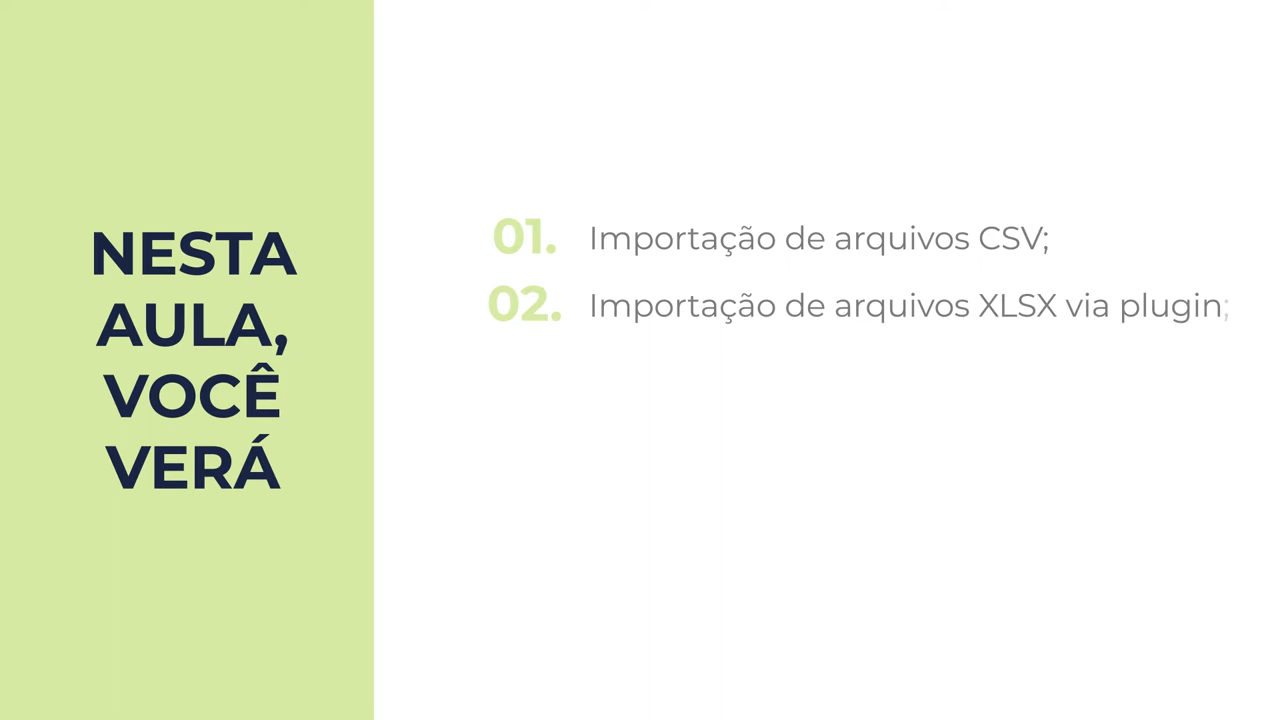 NESTA
AULA,
VOCÊ
VERÁ
01. Importação de arquivos CSV;
02. Importação de arquivos XLSX via plugin;